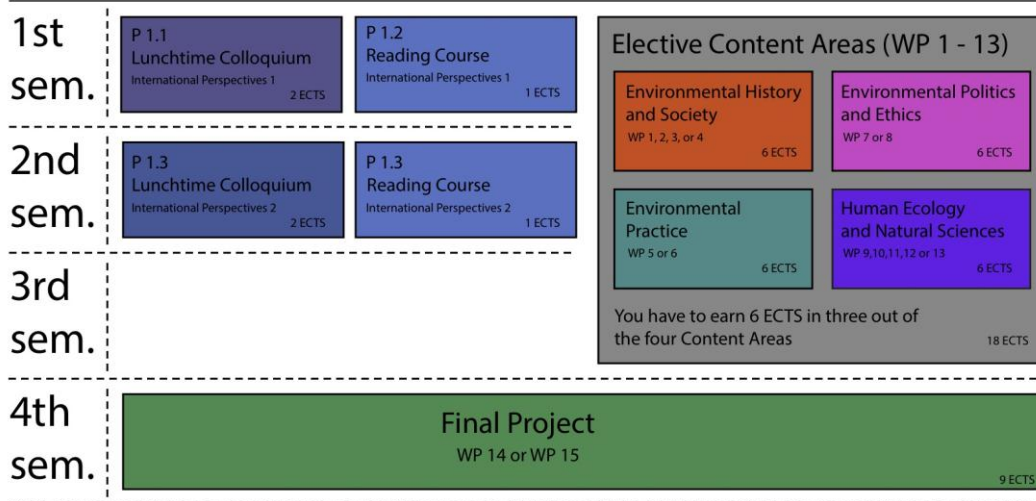 1st
sem.
P 1.1
Lunchtime Colloquium
International Perspectives 1
2 ECTS
P 1.2
Reading Course
International Perspectives 1
1 ECTS
2nd
sem.
P 1.3
Lunchtime Colloquium
International Perspectives 2
2 ECTS
P 1.3
Reading Course
International Perspectives 2
1 ECTS
3rd
sem.
Elective Content Areas (WP 1 - 13)
Environmental History
and Society
WP 1, 2, 3, or 4
6 ECTS
Environmental Politics
and Ethics
WP 7 or 8
6 ECTS
Environmental
Practice
WP 5 or 6
6 ECTS
Human Ecology
and Natural Sciences
WP 9,10,11,12 or 13
6 ECTS
You have to earn 6 ECTS in three out of
the four Content Areas
18 ECTS
4th
sem.
Final Project
WP 14 or WP 15
9 ECTS